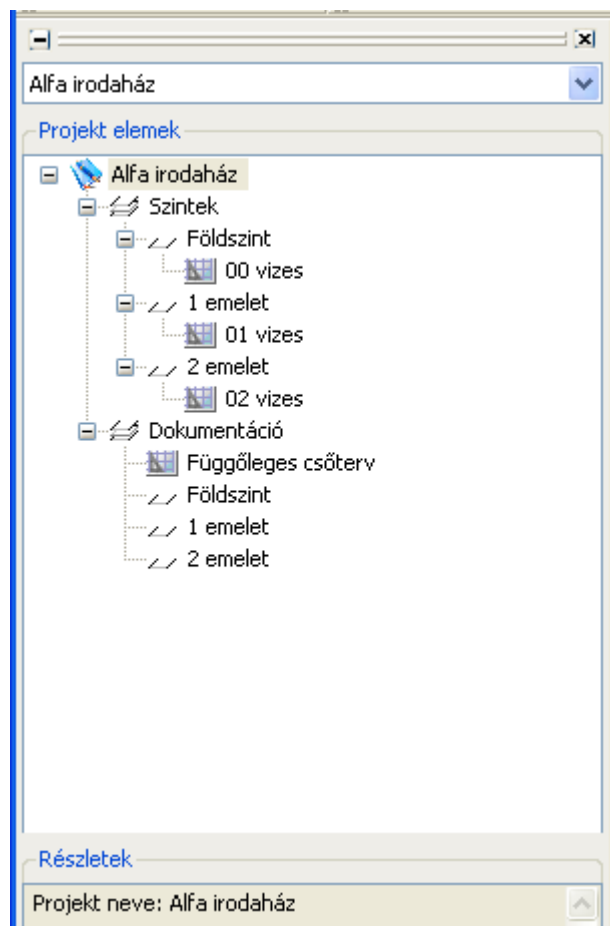 Alfa irodaház
Projekt elemek
Alfa irodaház
Szintek
Földszint
00 vizes
1 emelet
01 vizes
2 emelet
02 vizes
Dokumentáció
Függőleges csőterv
Földszint
1 emelet
2 emelet
Részletek
Projekt neve: Alfa irodaház